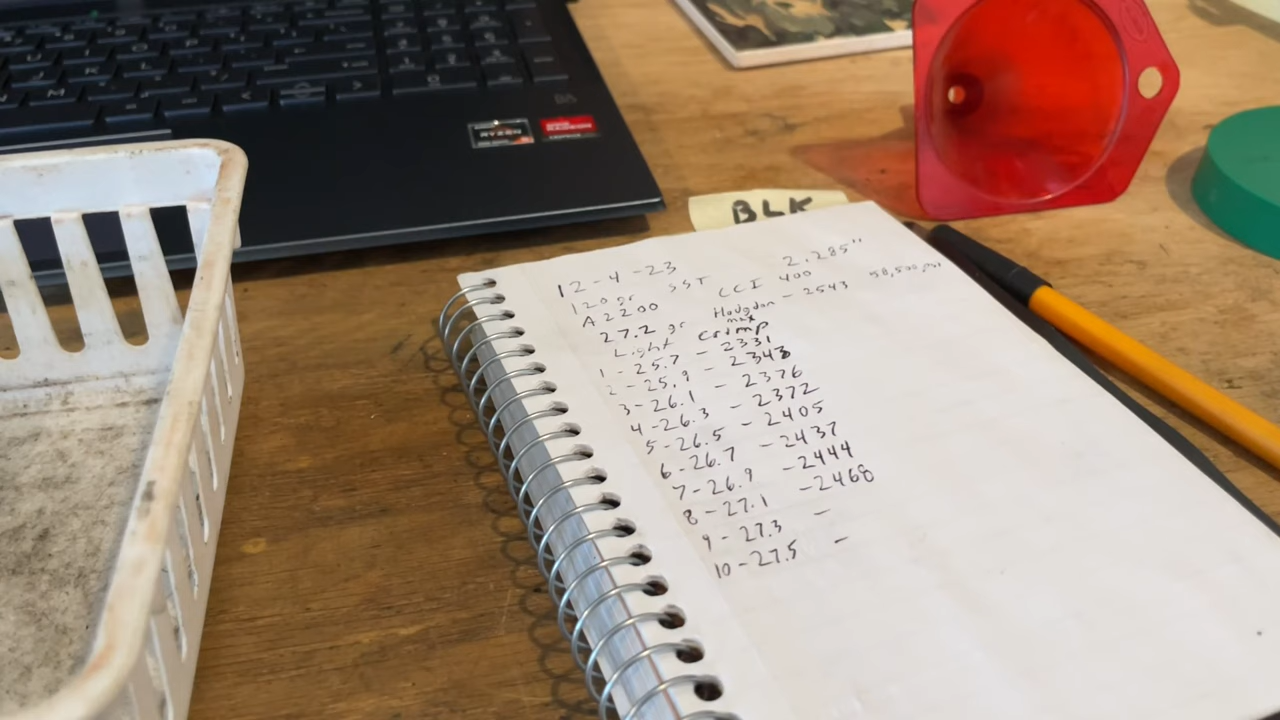 RYZEN
RADEON
BLK
12-4-23
120 gr SST CCI 400 2.285"
A2200 Hodgdon - 2543 58,500 psi
27.2 gr max
Light crimp
1-25.7 - 2331
2-25.9 - 2343
3-26.1 - 2376
4-26.3 - 2372
5-26.5 - 2405
6-26.7 - 2437
7-26.9 - 2444
8-27.1 - 2468
9-27.3 -
10-27.5 -